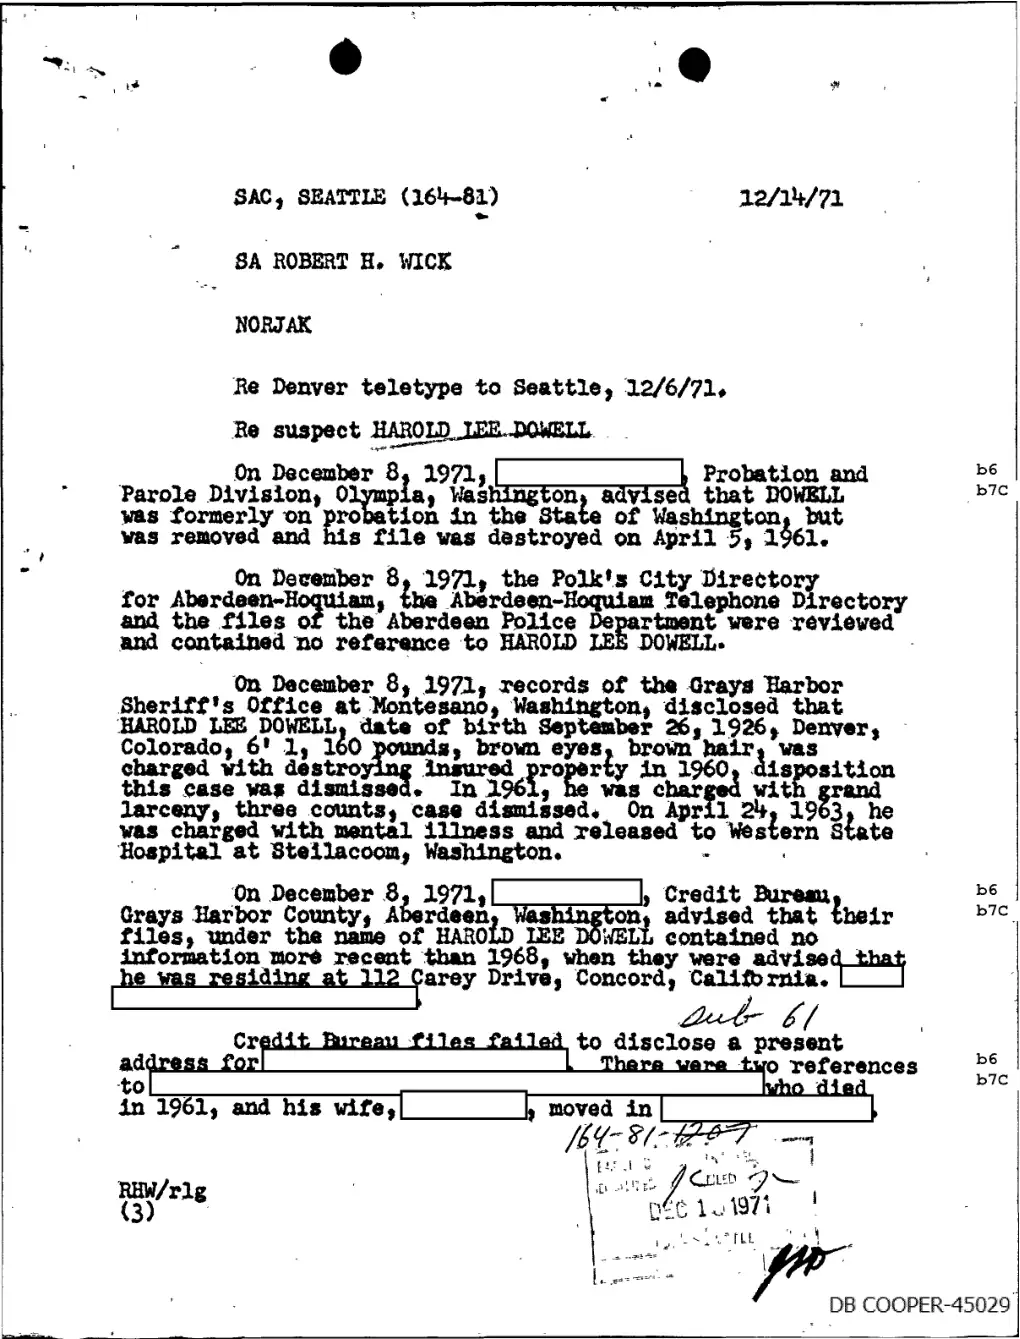 SAC, SEATTLE (164-81) 12/14/71
SA ROBERT H. WICK
NORJAK
Re Denver teletype to Seattle, 12/6/71.
Re suspect HAROLD LEE DOWELL
On December 8, 1971, , Probation and b6
Parole Division, Olympia, Washington, advised that DOWELL b7C
was formerly on probation in the State of Washington, but
was removed and his file was destroyed on April 5, 1961.
On December 8, 1971, the Polk's City Directory
for Aberdeen-Hoquiam, the Aberdeen-Hoquiam Telephone Directory
and the files of the Aberdeen Police Department were reviewed
and contained no reference to HAROLD LEE DOWELL.
On December 8, 1971, records of the Grays Harbor
Sheriff's Office at Montesano, Washington, disclosed that
HAROLD LEE DOWELL, date of birth September 26, 1926, Denver,
Colorado, 6' 1, 160 pounds, brown eyes, brown hair, was
charged with destroying insured property in 1960, disposition
this case was dismissed. In 1961, he was charged with grand
larceny, three counts, case dismissed. On April 24, 1963, he
was charged with mental illness and released to Western State
Hospital at Steilacoom, Washington.
On December 8, 1971, , Credit Bureau, b6
Grays Harbor County, Aberdeen, Washington, advised that their b7C
files, under the name of HAROLD LEE DOWELL contained no
information more recent than 1968, when they were advised that
he was residing at 112 Carey Drive, Concord, California.
sub 61
Credit Bureau files failed to disclose a present
address for . There were two references b6
to who died b7C
in 1961, and his wife, , moved in .
164-81-1207
RHW/rlg
(3)
FILED
1971
DB COOPER-45029